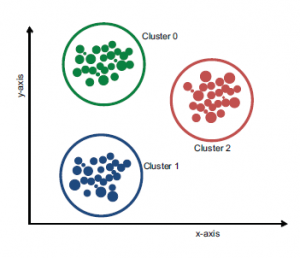 Cluster 0
y-axis
Cluster 2
Cluster 1
x-axis